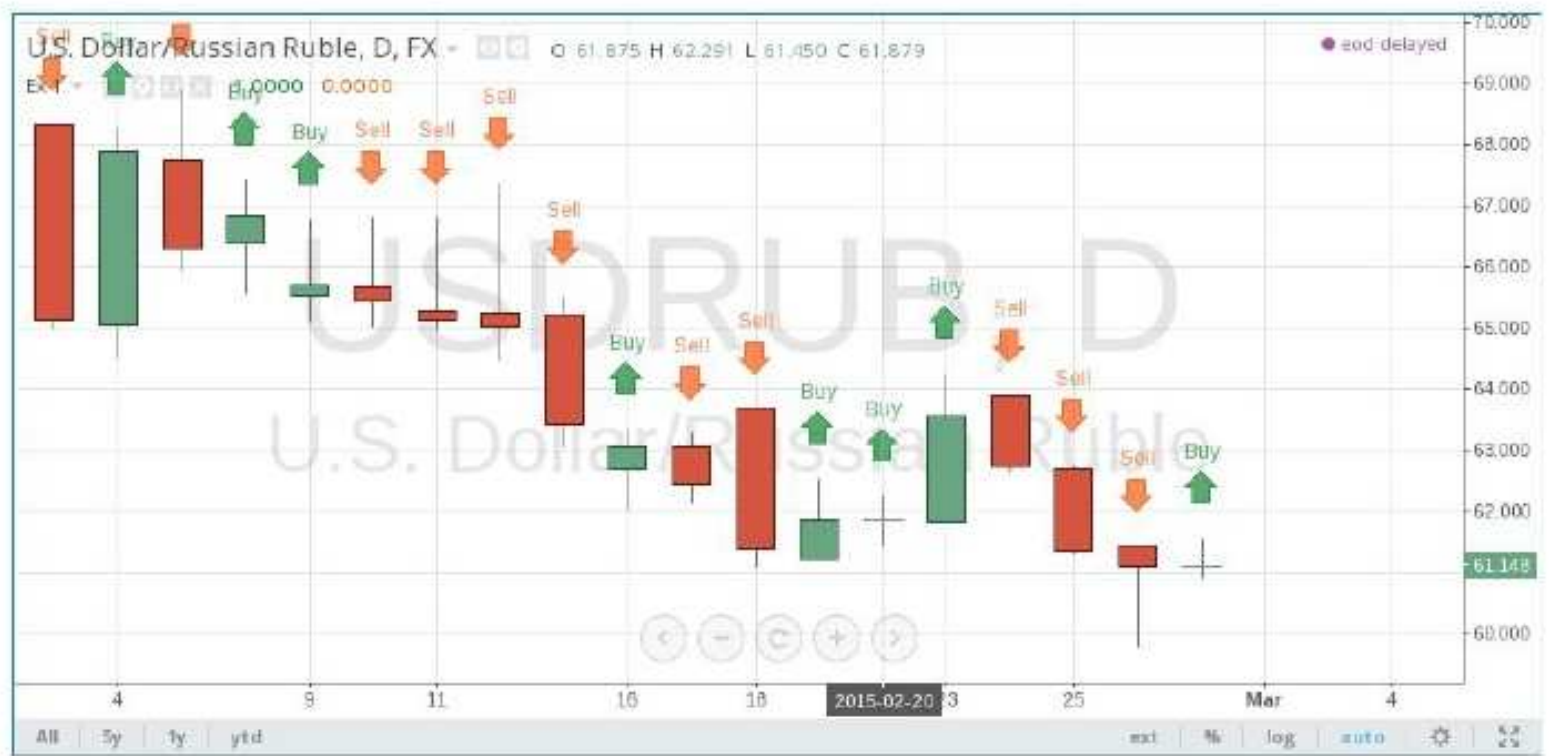 Sell Buy
U.S. Dollar/Russian Ruble, D, FX O 61.875 H 62.291 L 61.450 C 61.879
eod delayed
1.0000 0.0000
Buy
Buy
Sell
Sell
Sell
Sell
Buy
Sell
Sell
Buy
Buy
Buy
Sell
Sell
Sell
Buy
USDRUB D
U.S. Dollar/Russian Ruble
70.000
69.000
68.000
67.000
66.000
65.000
64.000
63.000
62.000
61.148
60.000
4 9 11 16 18 2015-02-20 3 25 Mar 4
All 5y 1y ytd ext % log auto